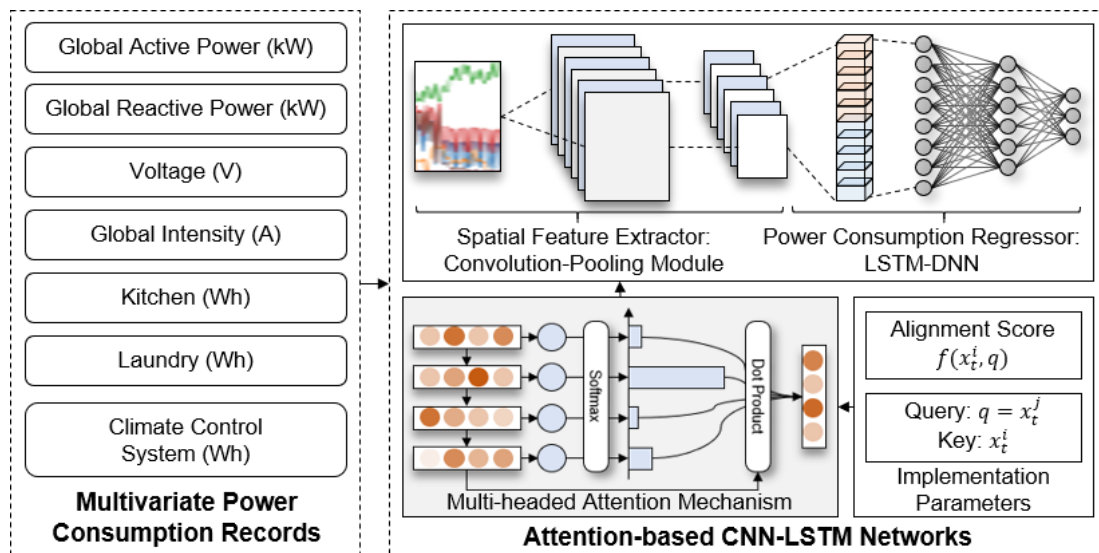 Global Active Power (kW)
Global Reactive Power (kW)
Voltage (V)
Global Intensity (A)
Kitchen (Wh)
Laundry (Wh)
Climate Control
System (Wh)
Multivariate Power
Consumption Records
Spatial Feature Extractor:
Convolution-Pooling Module
Power Consumption Regressor:
LSTM-DNN
Softmax
Dot Product
Multi-headed Attention Mechanism
Alignment Score
$f(x_t^i, q)$
Query: $q = x_t^j$
Key: $x_t^i$
Implementation
Parameters
Attention-based CNN-LSTM Networks